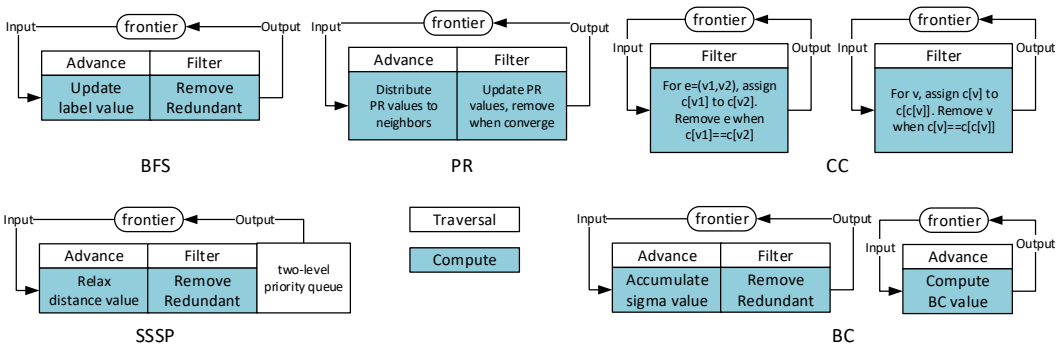 Input
frontier
Output
Advance
Filter
Update
label value
Remove
Redundant
BFS
Input
frontier
Output
Advance
Filter
Distribute
PR values to
neighbors
Update PR
values, remove
when converge
PR
frontier
Input
Output
Filter
For e=(v1,v2), assign
c[v1] to c[v2].
Remove e when
c[v1]==c[v2]
frontier
Input
Output
Filter
For v, assign c[v] to
c[c[v]]. Remove v
when c[v]==c[c[v]]
CC
Input
frontier
Output
Advance
Filter
Relax
distance value
Remove
Redundant
two-level
priority queue
SSSP
Traversal
Compute
Input
frontier
Output
Advance
Filter
Accumulate
sigma value
Remove
Redundant
frontier
Input
Output
Advance
Compute
BC value
BC